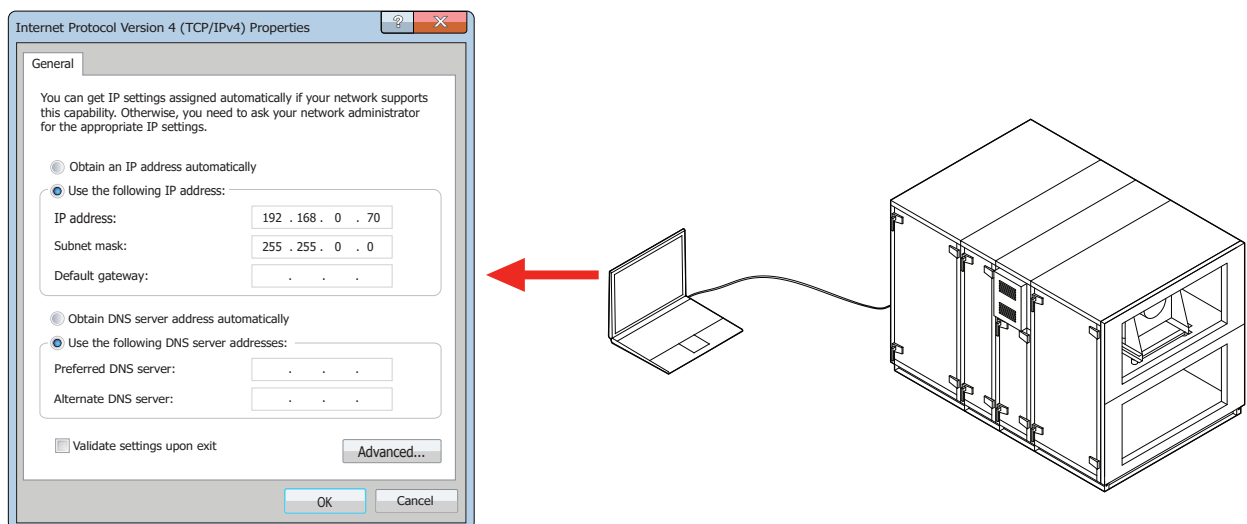 Internet Protocol Version 4 (TCP/IPv4) Properties
?
X
General
You can get IP settings assigned automatically if your network supports
this capability. Otherwise, you need to ask your network administrator
for the appropriate IP settings.
Obtain an IP address automatically
Use the following IP address:
IP address: 192 . 168 . 0 . 70
Subnet mask: 255 . 255 . 0 . 0
Default gateway: . . .
Obtain DNS server address automatically
Use the following DNS server addresses:
Preferred DNS server: . . .
Alternate DNS server: . . .
Validate settings upon exit
Advanced...
OK Cancel